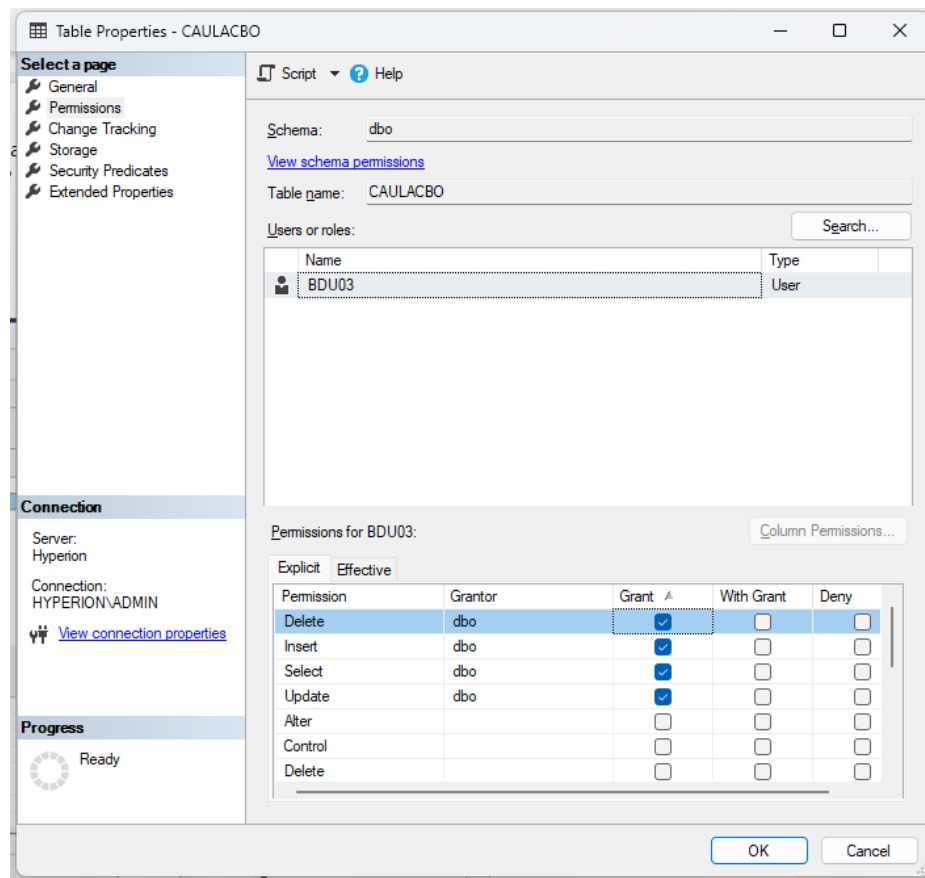 Table Properties - CAULACBO
Select a page
General
Permissions
Change Tracking
Storage
Security Predicates
Extended Properties
Script Help
Schema: dbo
View schema permissions
Table name: CAULACBO
Users or roles: Search...
Name Type
BDU03 User
Connection
Server:
Hyperion
Connection:
HYPERION\ADMIN
View connection properties
Progress
Ready
Permissions for BDU03: Column Permissions...
Explicit Effective
Permission Grantor Grant With Grant Deny
Delete dbo
Insert dbo
Select dbo
Update dbo
Alter
Control
Delete
OK Cancel